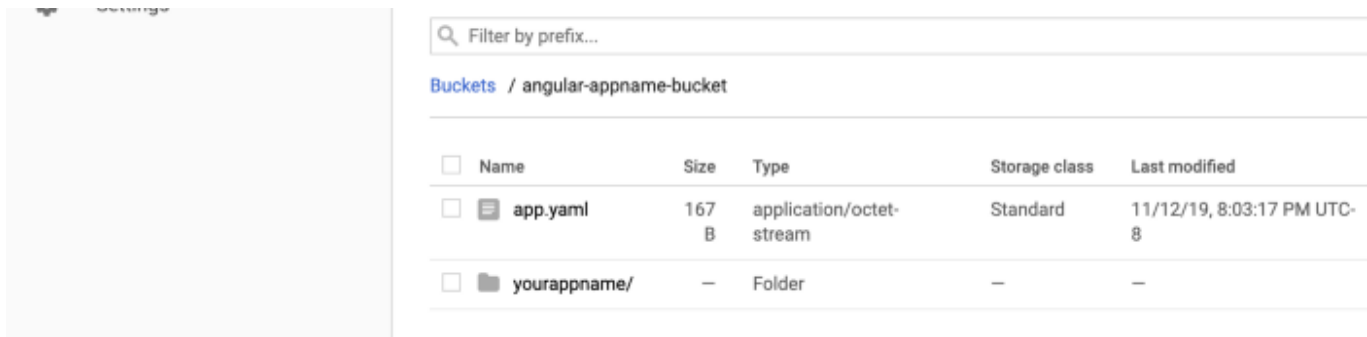 Settings
Filter by prefix...
Buckets / angular-appname-bucket
Name Size Type Storage class Last modified
app.yaml 167 application/octet- Standard 11/12/19, 8:03:17 PM UTC-
B stream 8
yourappname/ — Folder — —